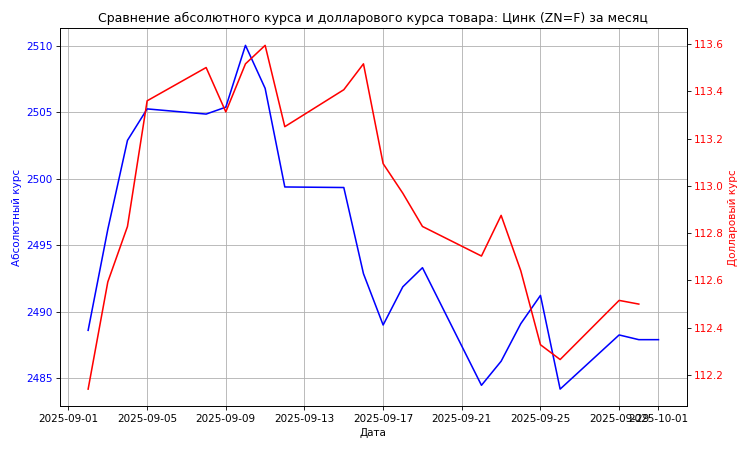 Сравнение абсолютного курса и долларового курса товара: Цинк (ZN=F) за месяц
Абсолютный курс
2510
2505
2500
2495
2490
2485
113.6
113.4
113.2
113.0
112.8
112.6
112.4
112.2
Долларовый курс
2025-09-01 2025-09-05 2025-09-09 2025-09-13 2025-09-17 2025-09-21 2025-09-25 2025-09-29 2025-10-01
Дата